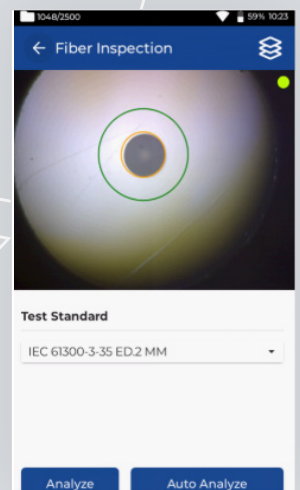 1048/2500 59% 10:23
Fiber Inspection
Test Standard
IEC 61300-3-35 ED.2 MM
Analyze Auto Analyze